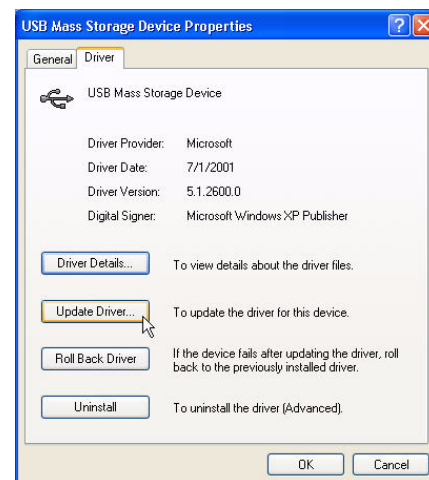 USB Mass Storage Device Properties
General Driver
USB Mass Storage Device
Driver Provider: Microsoft
Driver Date: 7/1/2001
Driver Version: 5.1.2600.0
Digital Signer: Microsoft Windows XP Publisher
Driver Details... To view details about the driver files.
Update Driver... To update the driver for this device.
Roll Back Driver If the device fails after updating the driver, roll
back to the previously installed driver.
Uninstall To uninstall the driver (Advanced).
OK Cancel